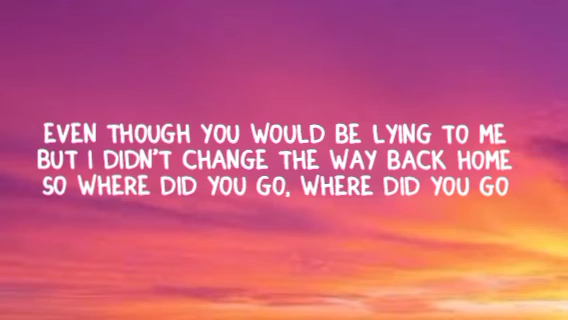 EVEN THOUGH YOU WOULD BE LYING TO ME
BUT I DIDN'T CHANGE THE WAY BACK HOME
SO WHERE DID YOU GO, WHERE DID YOU GO